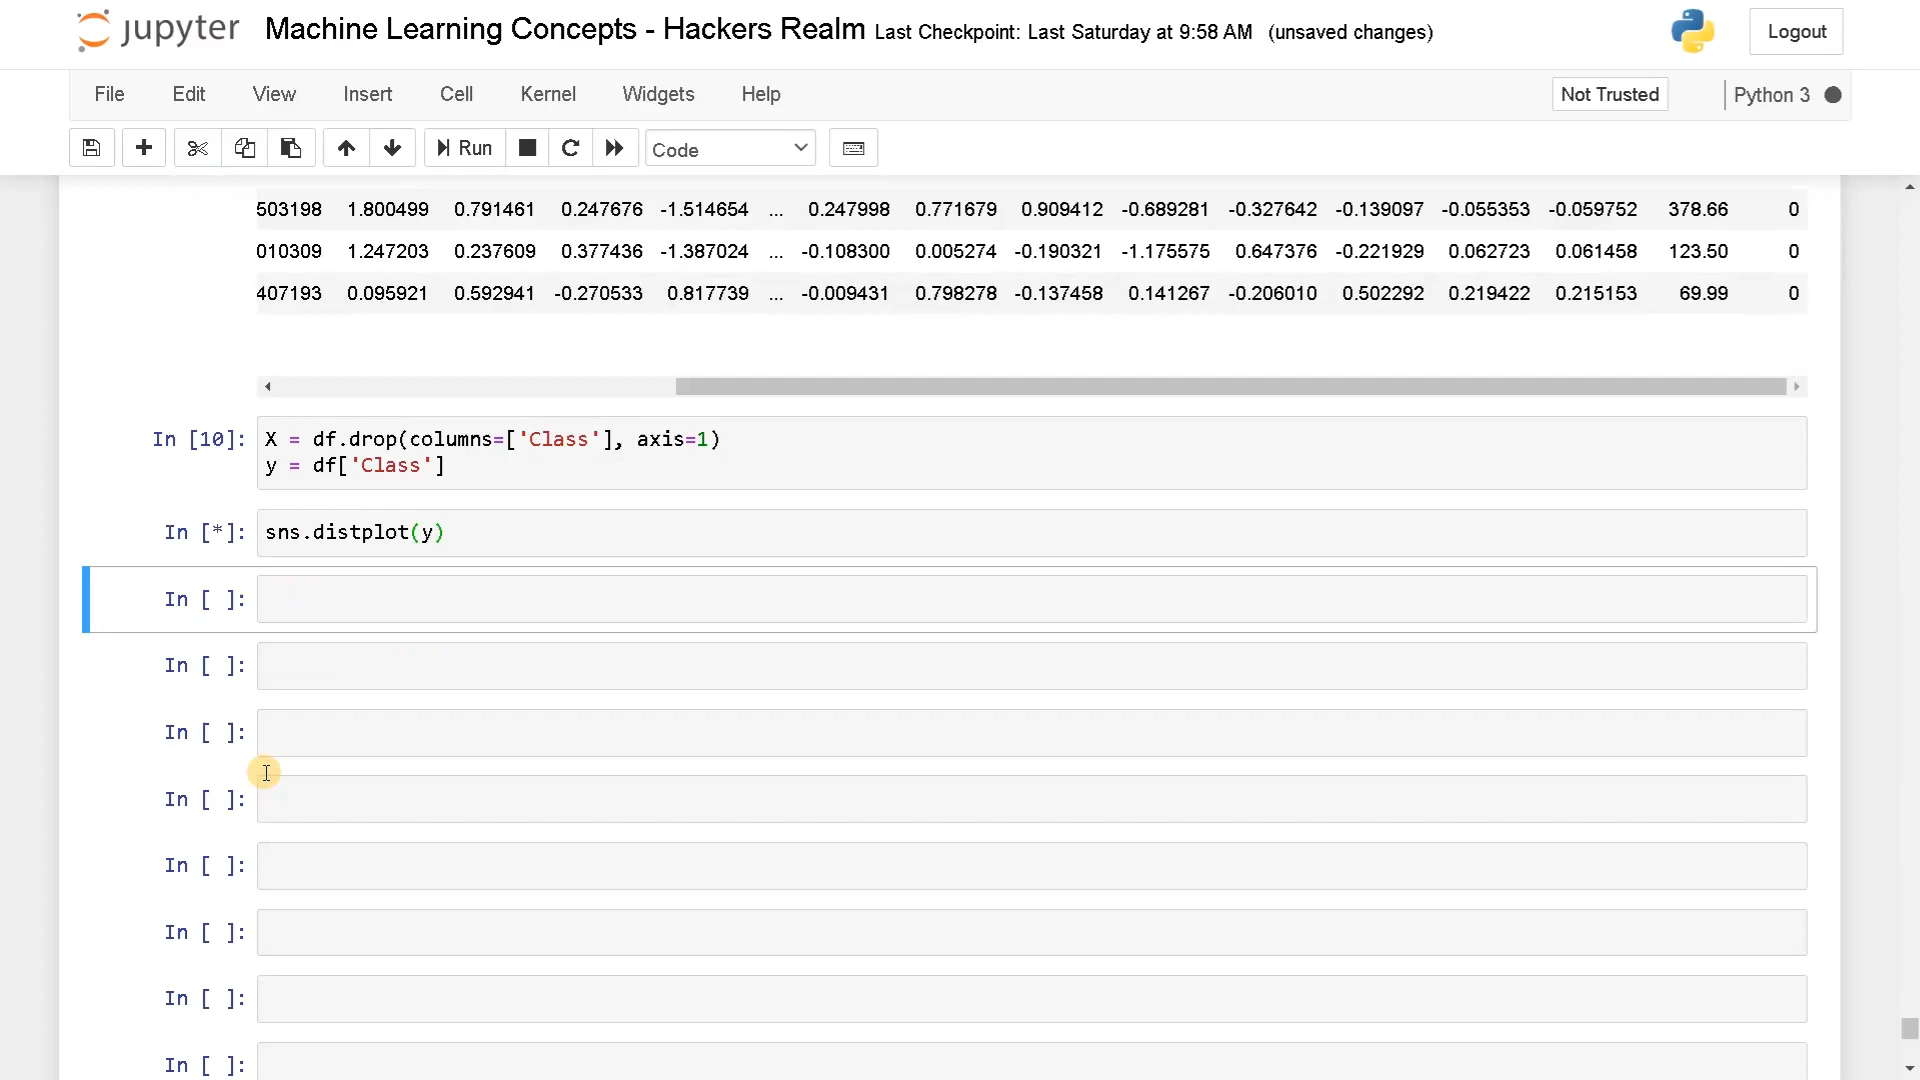 jupyter Machine Learning Concepts - Hackers Realm Last Checkpoint: Last Saturday at 9:58 AM (unsaved changes) Logout
File Edit View Insert Cell Kernel Widgets Help Not Trusted Python 3
Run Code
503198 1.800499 0.791461 0.247676 -1.514654 ... 0.247998 0.771679 0.909412 -0.689281 -0.327642 -0.139097 -0.055353 -0.059752 378.66 0
010309 1.247203 0.237609 0.377436 -1.387024 ... -0.108300 0.005274 -0.190321 -1.175575 0.647376 -0.221929 0.062723 0.061458 123.50 0
407193 0.095921 0.592941 -0.270533 0.817739 ... -0.009431 0.798278 -0.137458 0.141267 -0.206010 0.502292 0.219422 0.215153 69.99 0
In [10]: X = df.drop(columns=['Class'], axis=1)
y = df['Class']
In [*]: sns.distplot(y)
In [ ]:
In [ ]:
In [ ]:
In [ ]:
In [ ]:
In [ ]:
In [ ]:
In [ ]: